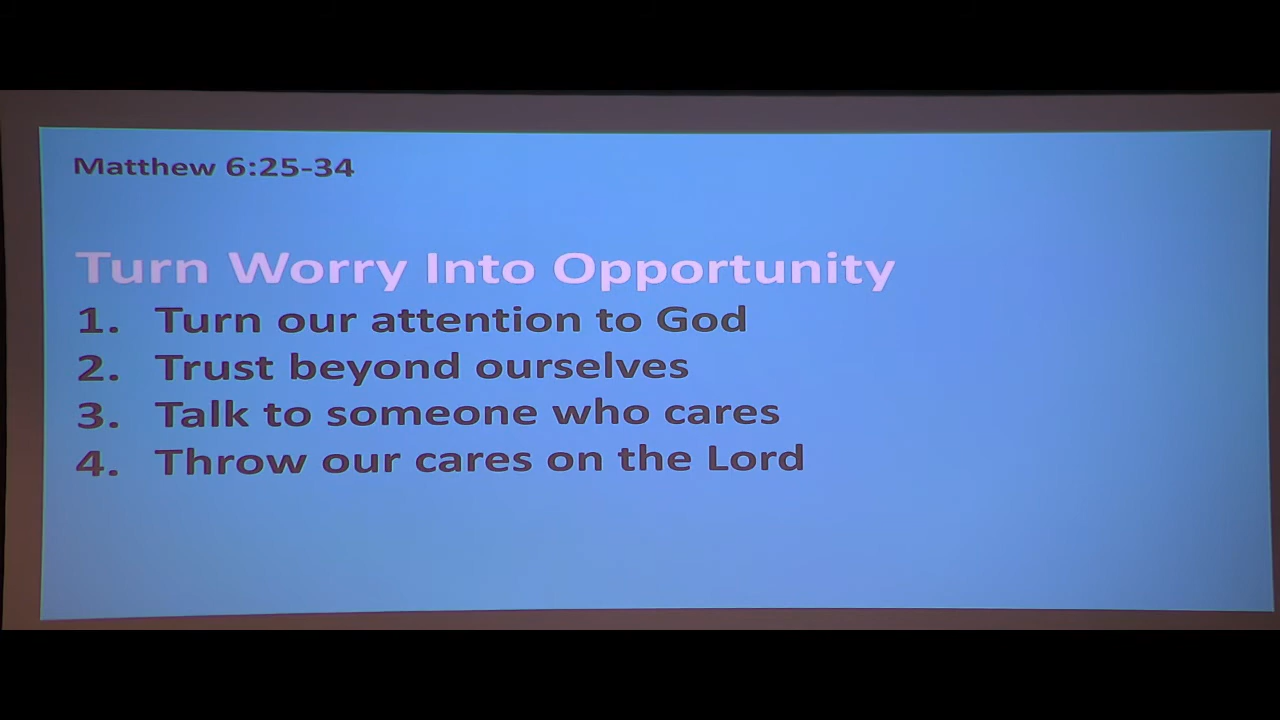 Matthew 6:25-34
Turn Worry Into Opportunity
1. Turn our attention to God
2. Trust beyond ourselves
3. Talk to someone who cares
4. Throw our cares on the Lord